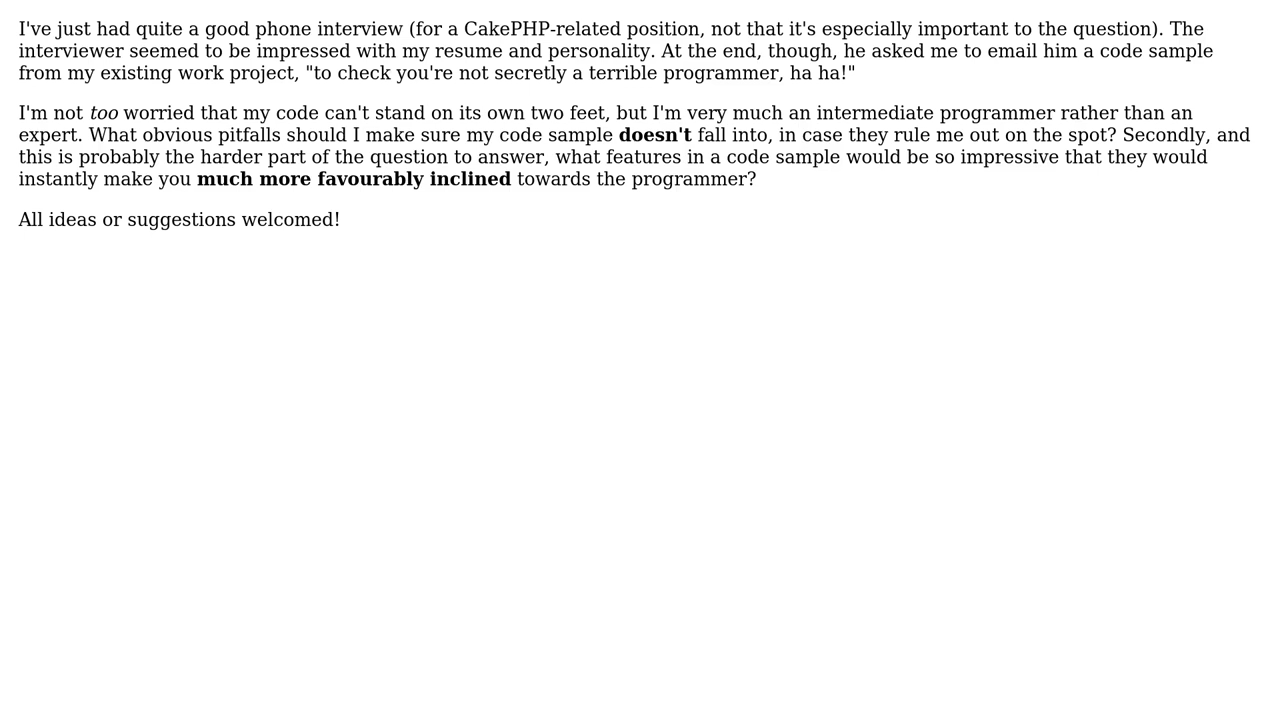 I've just had quite a good phone interview (for a CakePHP-related position, not that it's especially important to the question). The
interviewer seemed to be impressed with my resume and personality. At the end, though, he asked me to email him a code sample
from my existing work project, "to check you're not secretly a terrible programmer, ha ha!"
I'm not too worried that my code can't stand on its own two feet, but I'm very much an intermediate programmer rather than an
expert. What obvious pitfalls should I make sure my code sample doesn't fall into, in case they rule me out on the spot? Secondly, and
this is probably the harder part of the question to answer, what features in a code sample would be so impressive that they would
instantly make you much more favourably inclined towards the programmer?
All ideas or suggestions welcomed!